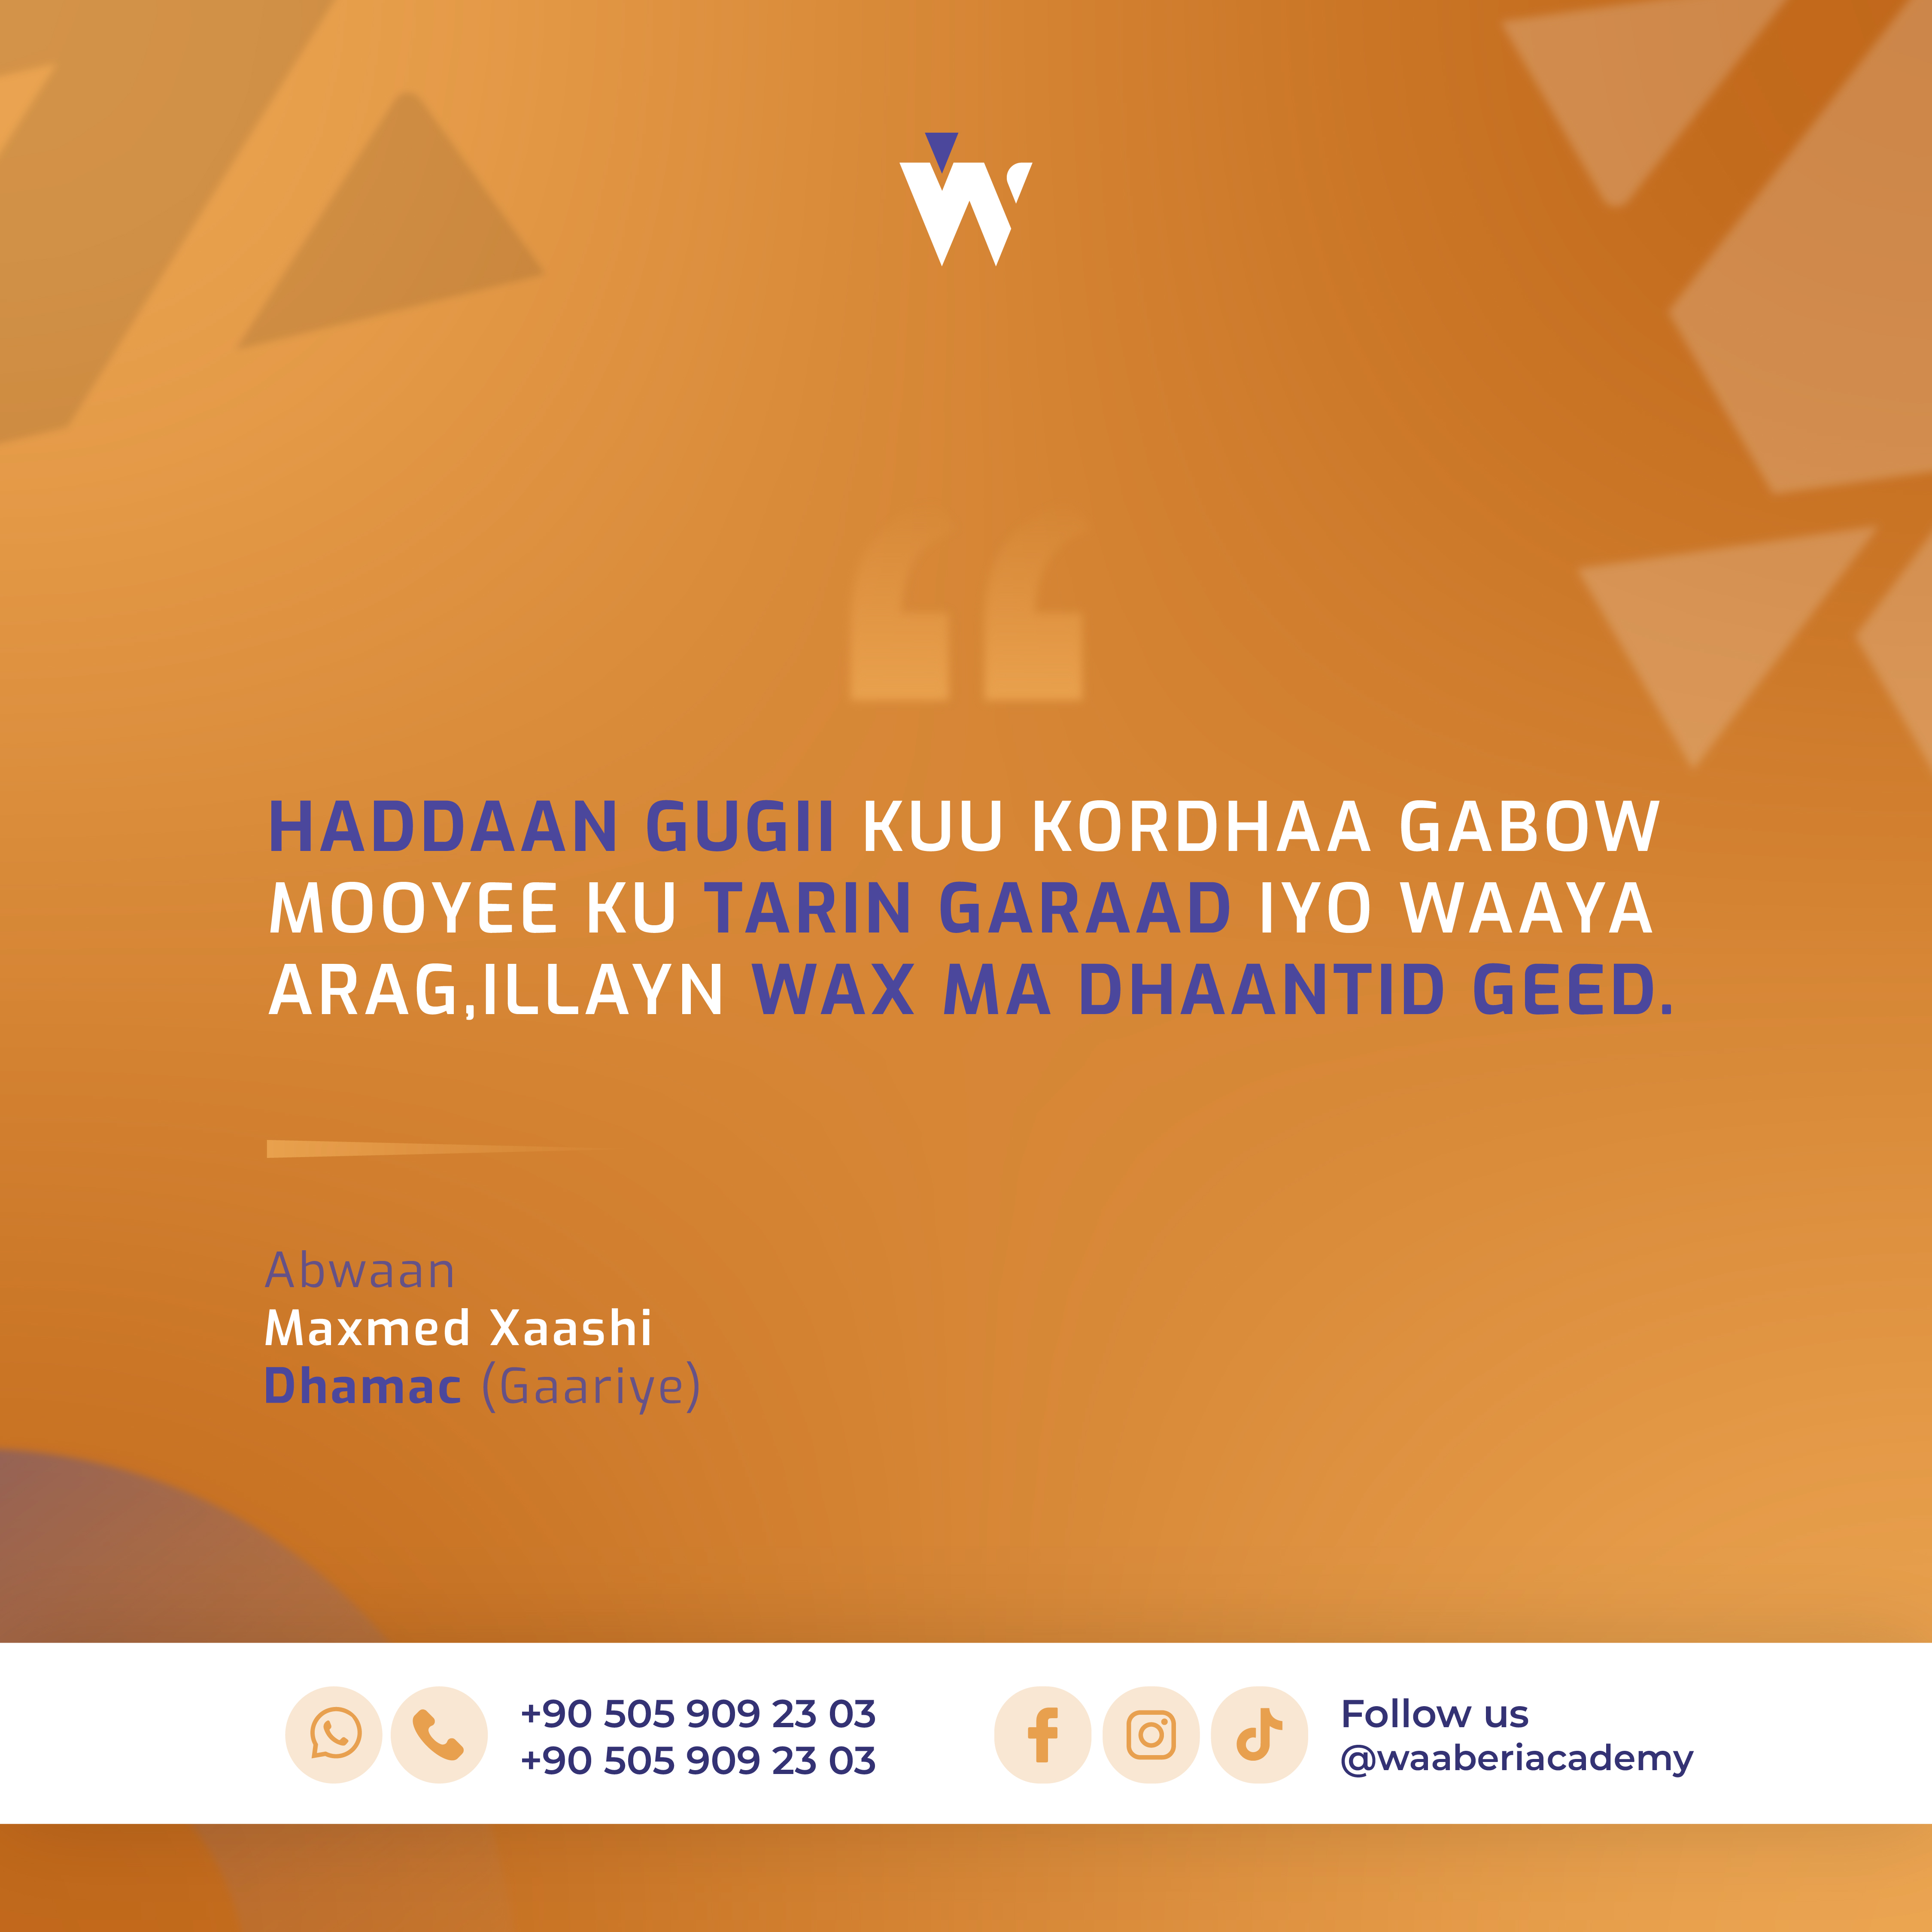 HADDAAN GUGII KUU KORDHAA GABOW
MOOYEE KU TARIN GARAAD IYO WAAYA
ARAG,ILLAYN WAX MA DHAANTID GEED.
Abwaan
Maxmed Xaashi
Dhamac (Gaariye)
+90 505 909 23 03
+90 505 909 23 03
Follow us
@waaberiacademy